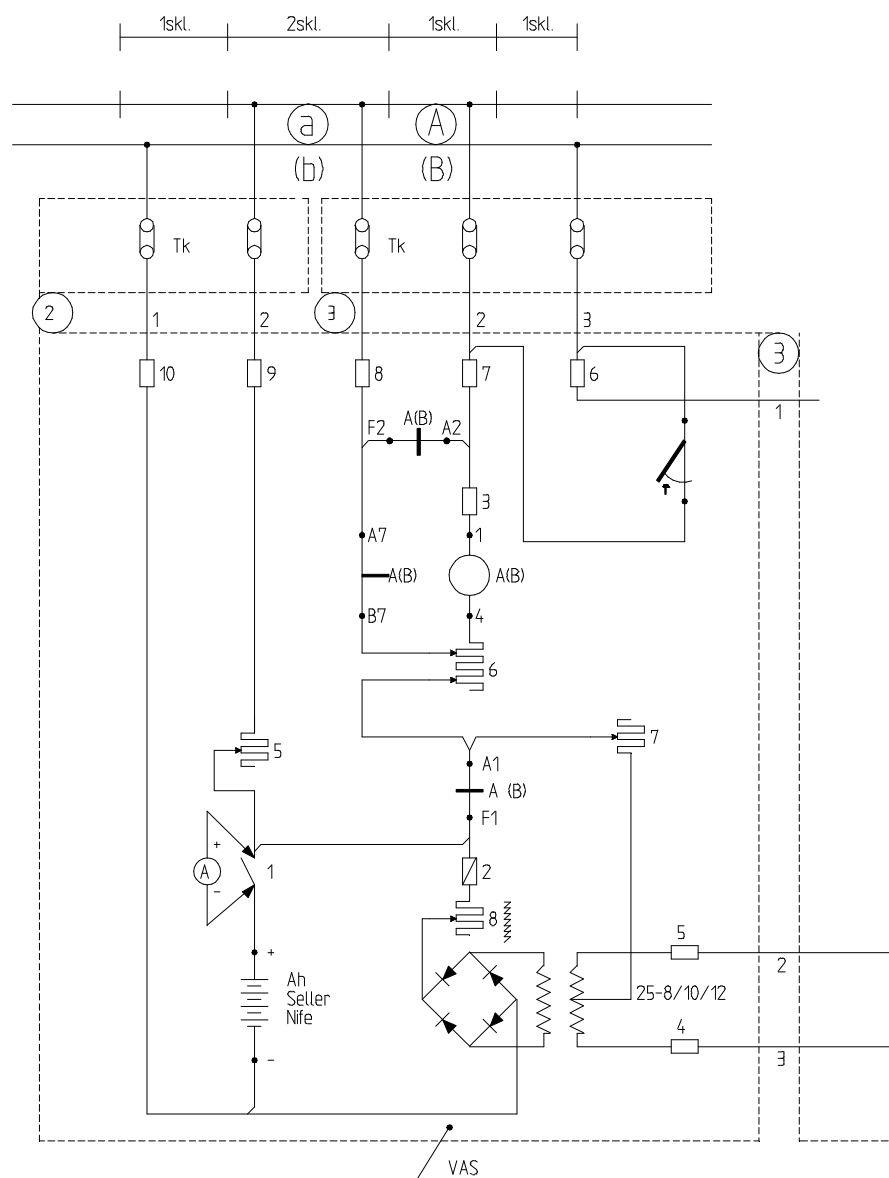 1skl.
2skl.
1skl.
1skl.
a
A
(b)
(B)
Tk
Tk
2
3
1
2
2
3
3
10
9
8
7
6
1
A(B)
F2
A2
3
A7
1
A(B)
A(B)
B7
4
6
5
7
A1
A (B)
F1
+
A
1
2
-
8
5
+
2
Ah
Seller
Nife
25-8/10/12
4
-
3
VAS